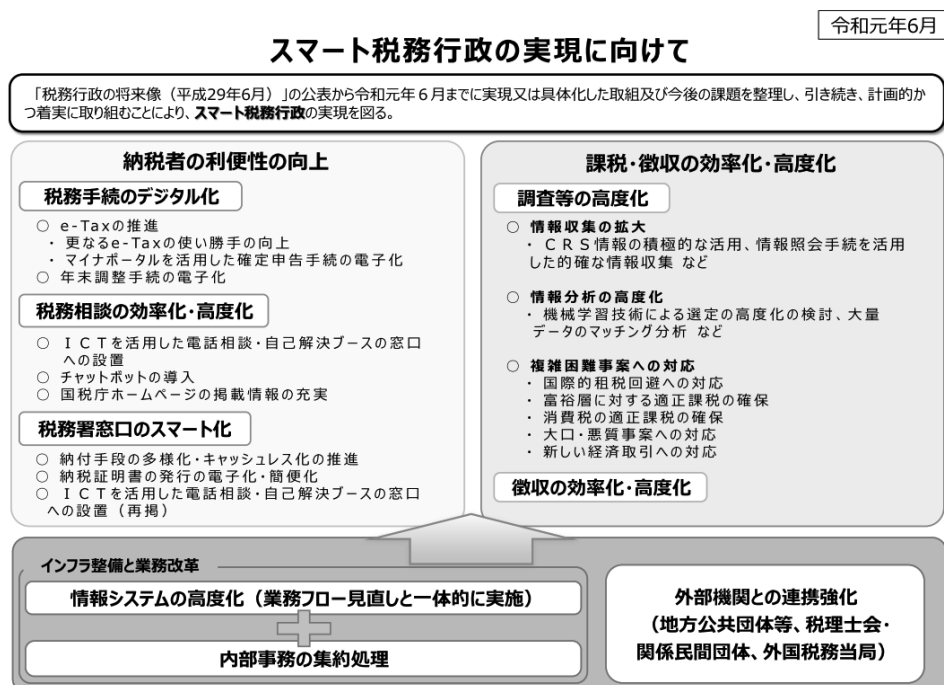 令和元年6月
スマート税務行政の実現に向けて
「税務行政の将来像（平成29年6月）」の公表から令和元年６月までに実現又は具体化した取組及び今後の課題を整理し、引き続き、計画的か
つ着実に取り組むことにより、スマート税務行政の実現を図る。
納税者の利便性の向上
税務手続のデジタル化
○ e-Taxの推進
・ 更なるe-Taxの使い勝手の向上
・ マイナポータルを活用した確定申告手続の電子化
○ 年末調整手続の電子化
税務相談の効率化・高度化
○ ＩＣＴを活用した電話相談・自己解決ブースの窓口
への設置
○ チャットボットの導入
○ 国税庁ホームページの掲載情報の充実
税務署窓口のスマート化
○ 納付手段の多様化・キャッシュレス化の推進
○ 納税証明書の発行の電子化・簡便化
○ ＩＣＴを活用した電話相談・自己解決ブースの窓口
への設置（再掲）
課税・徴収の効率化・高度化
調査等の高度化
○ 情報収集の拡大
・ ＣＲＳ情報の積極的な活用、情報照会手続を活用
した的確な情報収集 など
○ 情報分析の高度化
・ 機械学習技術による選定の高度化の検討、大量
データのマッチング分析 など
○ 複雑困難事案への対応
・ 国際的租税回避への対応
・ 富裕層に対する適正課税の確保
・ 消費税の適正課税の確保
・ 大口・悪質事案への対応
・ 新しい経済取引への対応
徴収の効率化・高度化
インフラ整備と業務改革
情報システムの高度化（業務フロー見直しと一体的に実施）
内部事務の集約処理
外部機関との連携強化
（地方公共団体等、税理士会・
関係民間団体、外国税務当局）